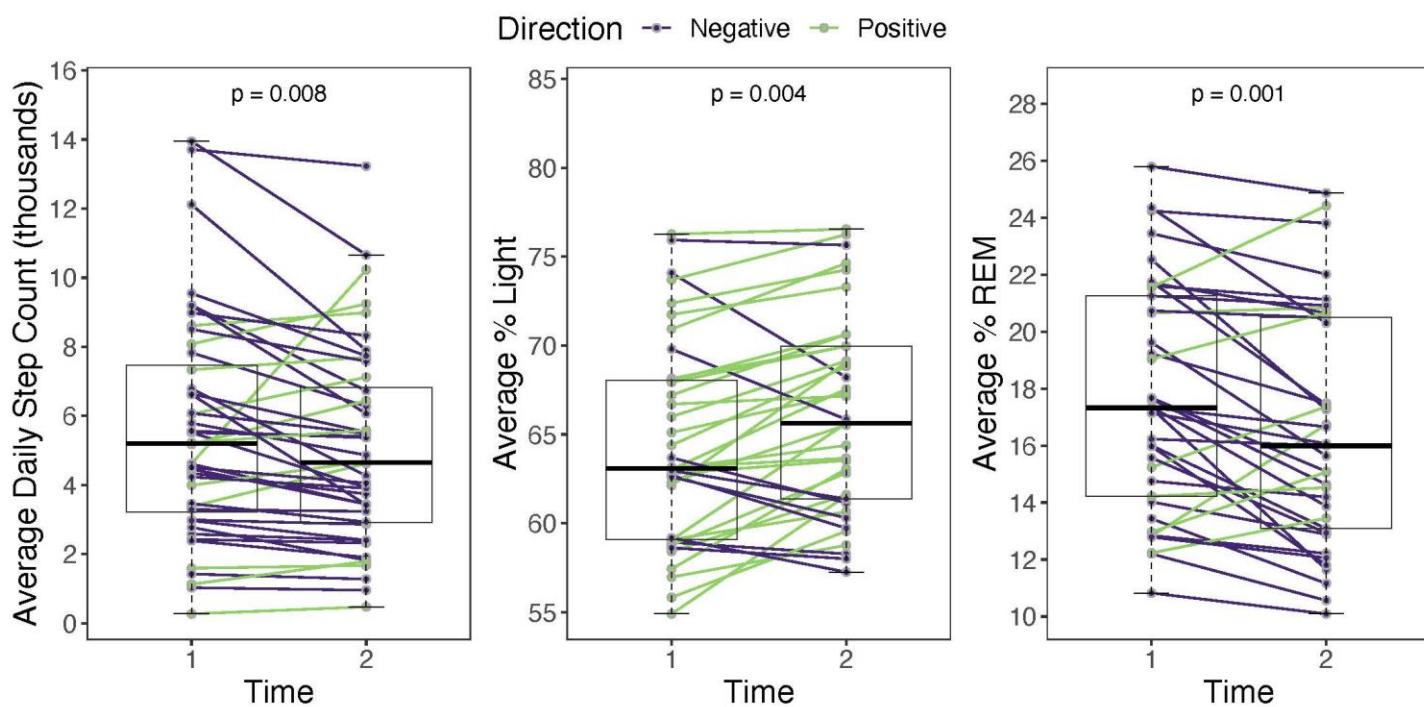 Direction Negative Positive
Average Daily Step Count (thousands)
16
14
12
10
8
6
4
2
0
p = 0.008
1 2
Time
Average % Light
85
80
75
70
65
60
55
p = 0.004
1 2
Time
Average % REM
28
26
24
22
20
18
16
14
12
10
p = 0.001
1 2
Time